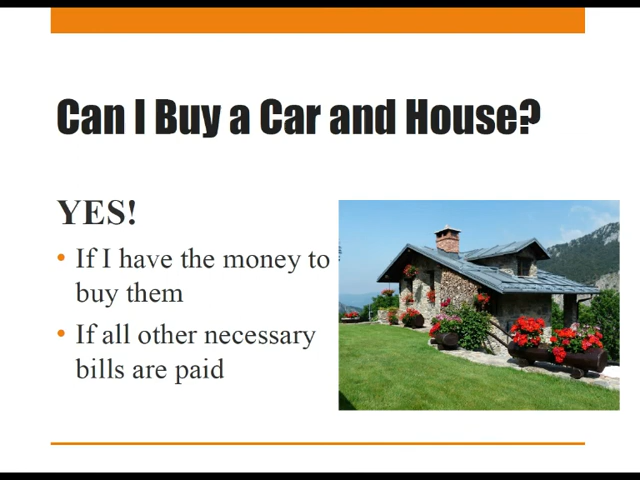 Can I Buy a Car and House?
YES!
• If I have the money to
buy them
• If all other necessary
bills are paid